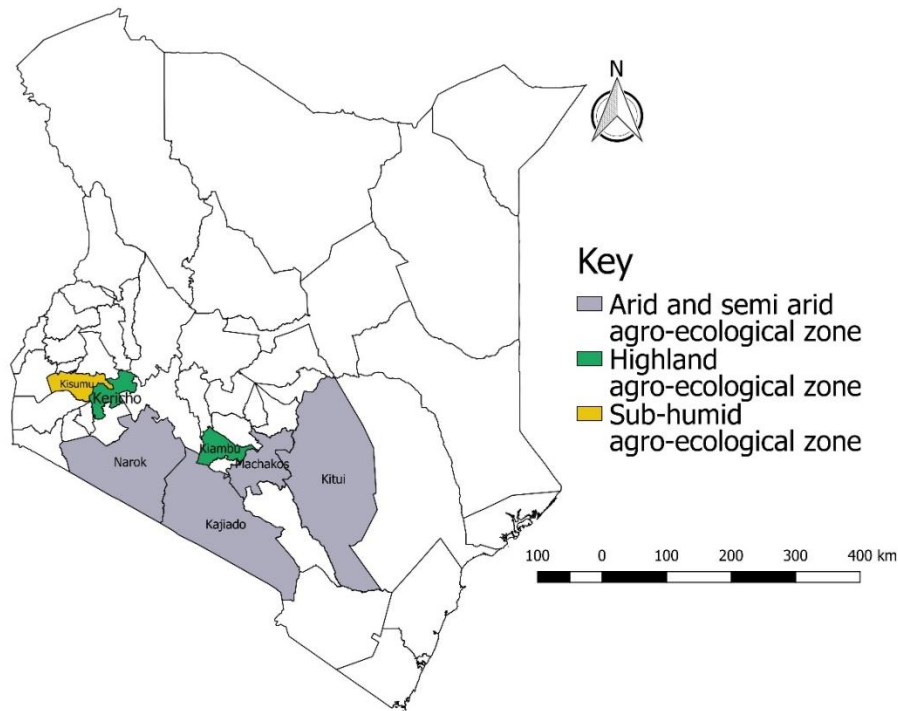 N
Key
Arid and semi arid
agro-ecological zone
Highland
agro-ecological zone
Sub-humid
agro-ecological zone
Kisumu
Kericho
Kiambu
Machakos
Narok
Kitui
Kajiado
100 0 100 200 300 400 km